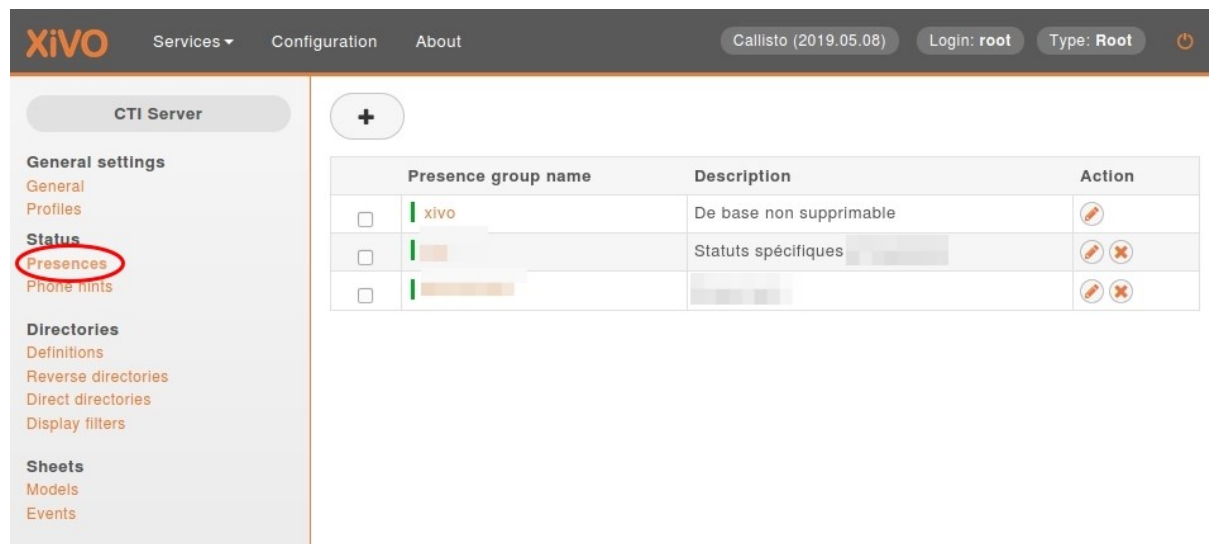 XiVO Services Configuration About Callisto (2019.05.08) Login: root Type: Root
CTI Server
General settings
General
Profiles
Status
Presences
Phone hints
Directories
Definitions
Reverse directories
Direct directories
Display filters
Sheets
Models
Events
+
Presence group name Description Action
xivo De base non supprimable
Statuts spécifiques